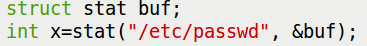 struct stat buf;
int x=stat("/etc/passwd", &buf);